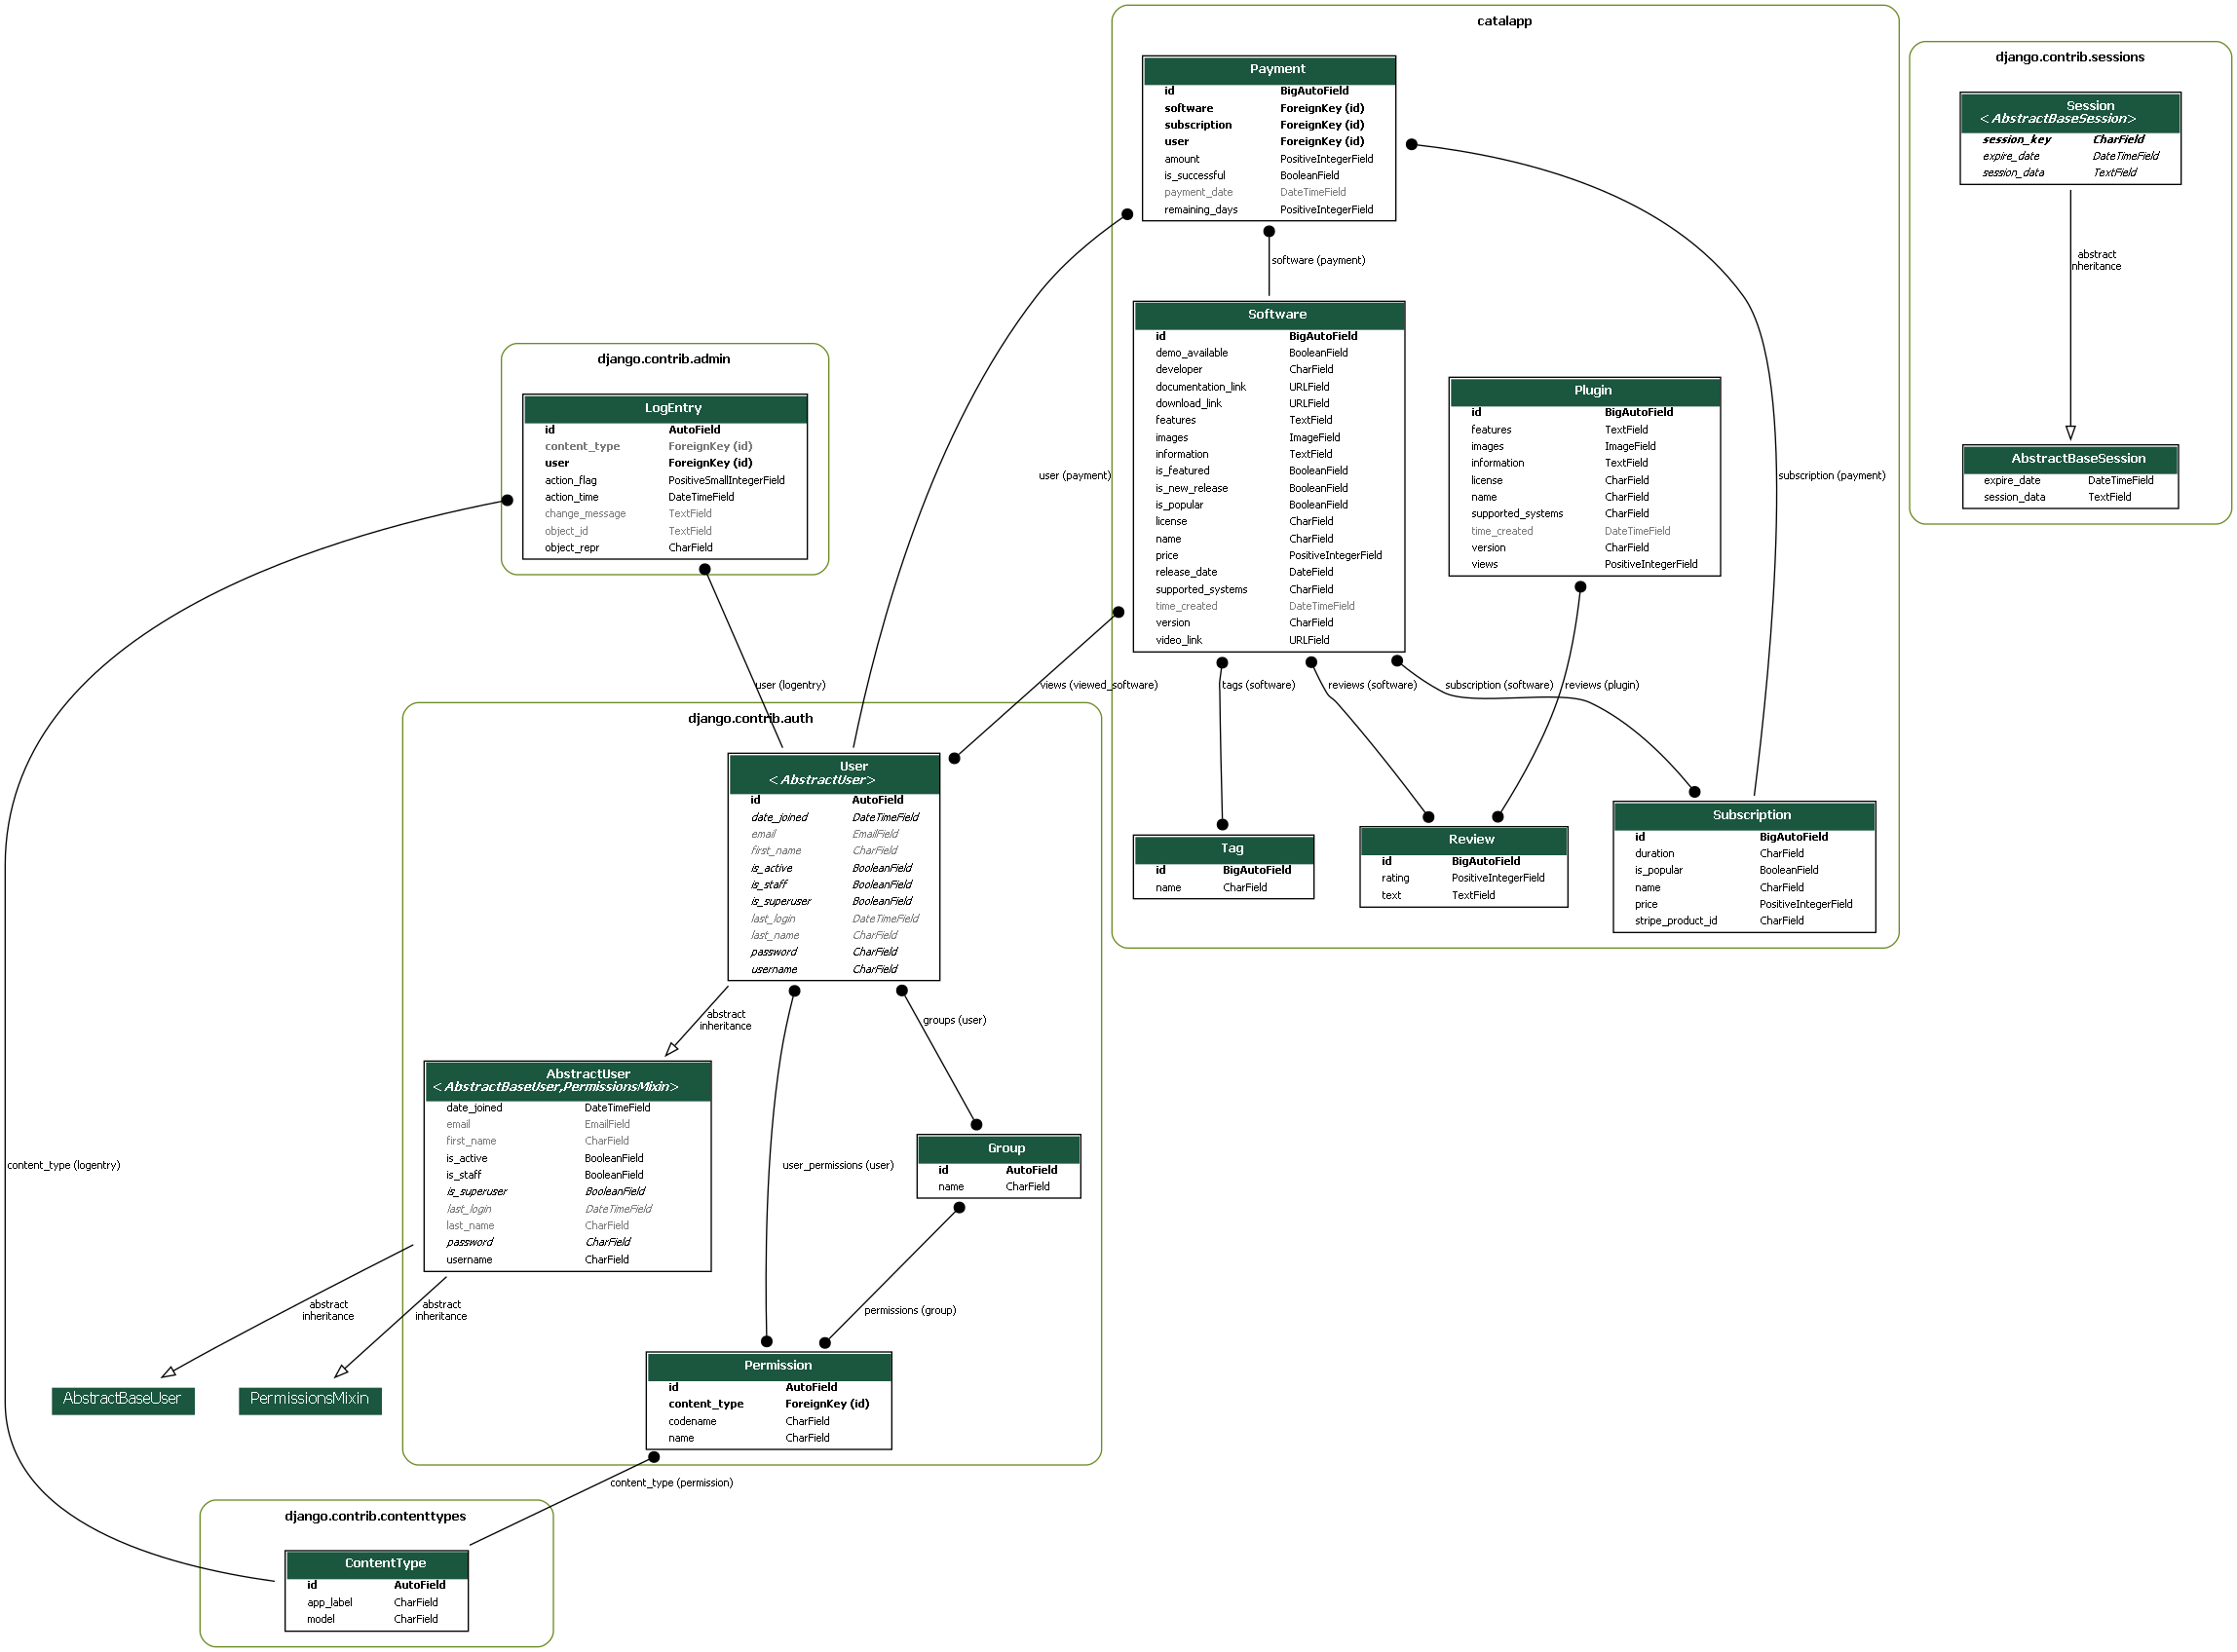 catalapp
Payment
id BigAutoField
software ForeignKey (id)
subscription ForeignKey (id)
user ForeignKey (id)
amount PositiveIntegerField
is_successful BooleanField
payment_date DateTimeField
remaining_days PositiveIntegerField
django.contrib.sessions
Session
<AbstractBaseSession>
session_key CharField
expire_date DateTimeField
session_data TextField
abstract
nheritance
AbstractBaseSession
expire_date DateTimeField
session_data TextField
software (payment)
Software
id BigAutoField
demo_available BooleanField
developer CharField
documentation_link URLField
download_link URLField
features TextField
images ImageField
information TextField
is_featured BooleanField
is_new_release BooleanField
is_popular BooleanField
license CharField
name CharField
price PositiveIntegerField
release_date DateField
supported_systems CharField
time_created DateTimeField
version CharField
video_link URLField
Plugin
id BigAutoField
features TextField
images ImageField
information TextField
license CharField
name CharField
supported_systems CharField
time_created DateTimeField
version CharField
views PositiveIntegerField
django.contrib.admin
LogEntry
id AutoField
content_type ForeignKey (id)
user ForeignKey (id)
action_flag PositiveSmallIntegerField
action_time DateTimeField
change_message TextField
object_id TextField
object_repr CharField
user (payment)
subscription (payment)
user (logentry)
views (viewed_software)
tags (software)
reviews (software)
subscription (software)
reviews (plugin)
django.contrib.auth
User
<AbstractUser>
id AutoField
date_joined DateTimeField
email EmailField
first_name CharField
is_active BooleanField
is_staff BooleanField
is_superuser BooleanField
last_login DateTimeField
last_name CharField
password CharField
username CharField
Tag
id BigAutoField
name CharField
Review
id BigAutoField
rating PositiveIntegerField
text TextField
Subscription
id BigAutoField
duration CharField
is_popular BooleanField
name CharField
price PositiveIntegerField
stripe_product_id CharField
abstract
inheritance
groups (user)
AbstractUser
<AbstractBaseUser,PermissionsMixin>
date_joined DateTimeField
email EmailField
first_name CharField
is_active BooleanField
is_staff BooleanField
is_superuser BooleanField
last_login DateTimeField
last_name CharField
password CharField
username CharField
content_type (logentry)
user_permissions (user)
Group
id AutoField
name CharField
abstract
inheritance
abstract
inheritance
permissions (group)
AbstractBaseUser
PermissionsMixin
Permission
id AutoField
content_type ForeignKey (id)
codename CharField
name CharField
content_type (permission)
django.contrib.contenttypes
ContentType
id AutoField
app_label CharField
model CharField